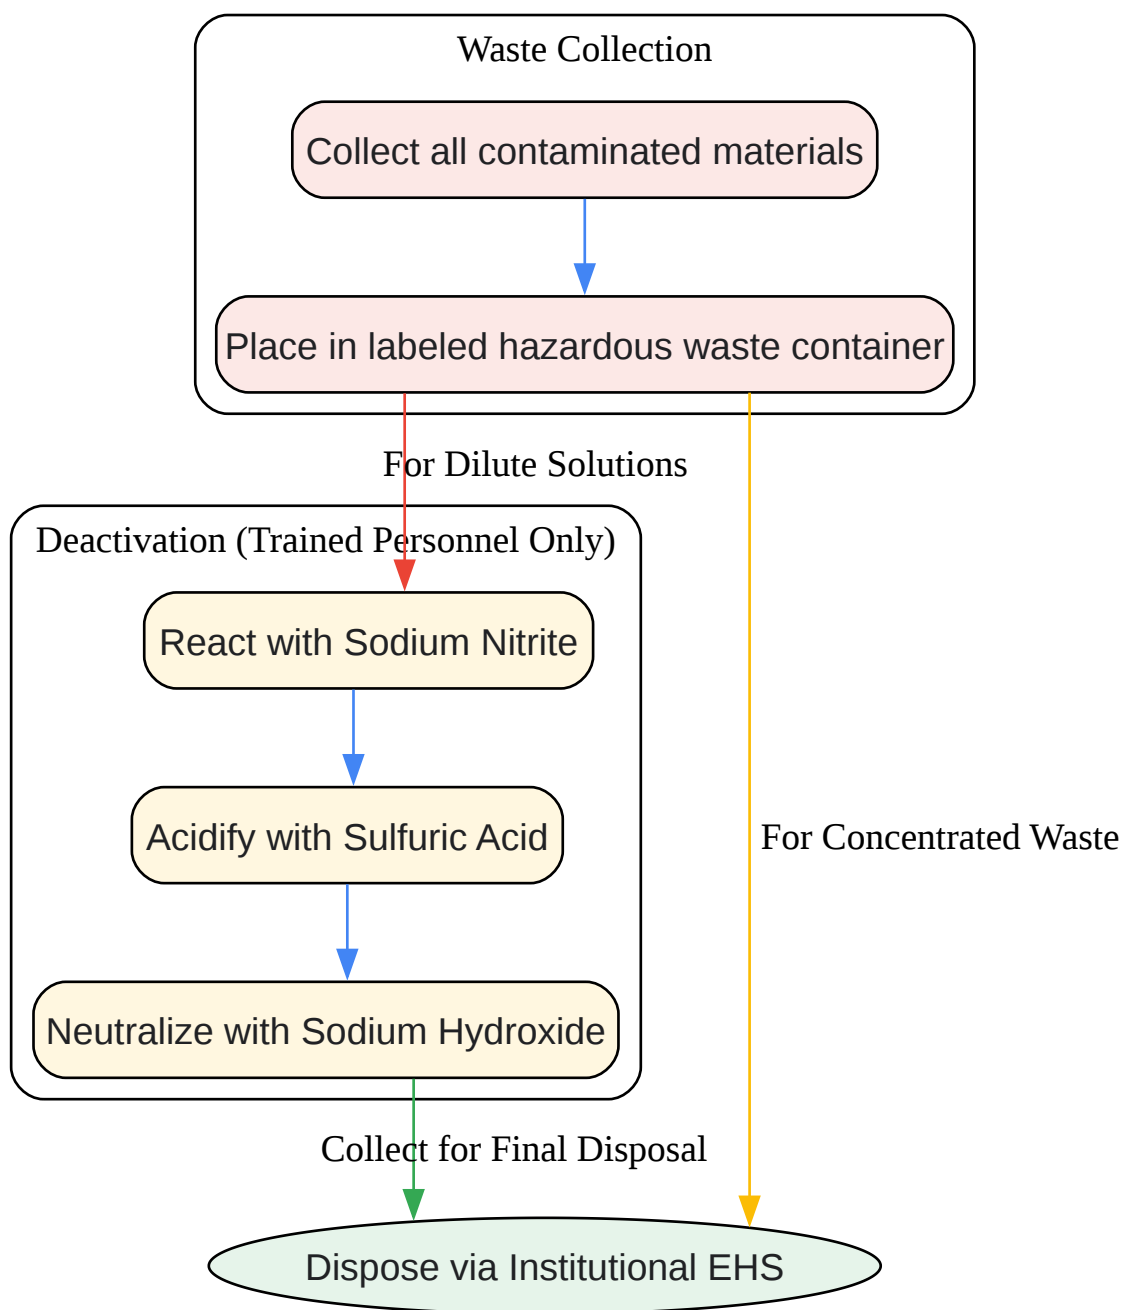 Waste Collection
Collect all contaminated materials
Place in labeled hazardous waste container
For Dilute Solutions
Deactivation (Trained Personnel Only)
React with Sodium Nitrite
Acidify with Sulfuric Acid
For Concentrated Waste
Neutralize with Sodium Hydroxide
Collect for Final Disposal
Dispose via Institutional EHS